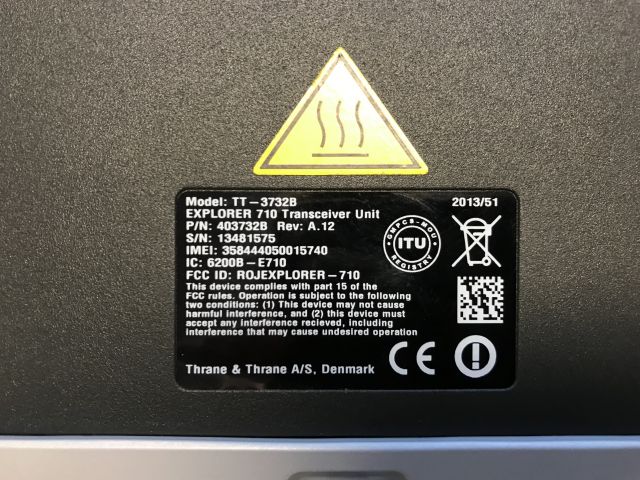 Model: TT-3732B
2013/51
EXPLORER 710 Transceiver Unit
P/N: 403732B Rev: A.12
S/N: 13481575
IMEI: 358444050015740
IC: 6200B-E710
FCC ID: ROJEXPLORER-710
GMPCS-MOU
ITU
REGISTRY
This device complies with part 15 of the
FCC rules. Operation is subject to the following
two conditions: (1) This device may not cause
harmful interference, and (2) this device must
accept any interference recieved, including
interference that may cause undesired operation
Thrane & Thrane A/S, Denmark
CE